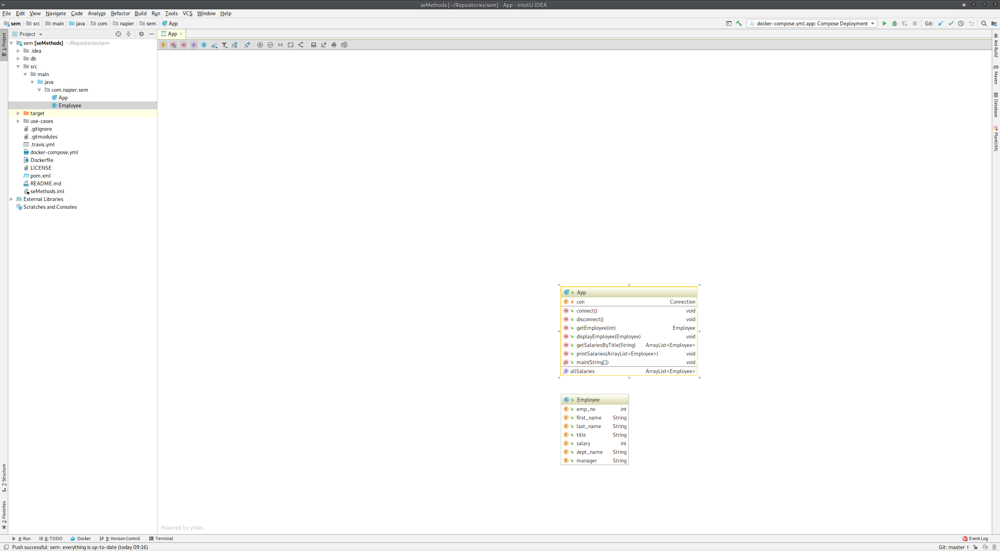 seMethods [~/Repositories/sem] - App - IntelliJ IDEA
File Edit View Navigate Code Analyze Refactor Build Run Tools VCS Window Help
sem src main java com napier sem App
docker-compose.yml.app: Compose Deployment
Git:
1: Project
Project
App
sem [seMethods] ~/Repositories/sem
.idea
db
src
main
java
com.napier.sem
App
Employee
target
use-cases
.gitignore
.gitmodules
.travis.yml
docker-compose.yml
Dockerfile
LICENSE
pom.xml
README.md
seMethods.iml
External Libraries
Scratches and Consoles
1:1
Ant Build
Maven
Database
PlantUML
App
con Connection
connect() void
disconnect() void
getEmployee(int) Employee
displayEmployee(Employee) void
getSalariesByTitle(String) ArrayList<Employee>
printSalaries(ArrayList<Employee>) void
main(String[]) void
allSalaries ArrayList<Employee>
Employee
emp_no int
first_name String
last_name String
title String
salary int
dept_name String
manager String
7: Structure
2: Favorites
Powered by yFiles
4: Run 6: TODO Docker 9: Version Control Terminal
9+ Event Log
Push successful: sem: everything is up-to-date (today 09:16)
Git: master